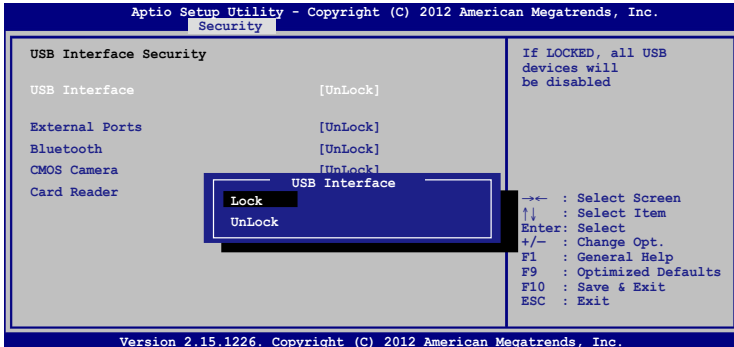 Aptio Setup Utility - Copyright (C) 2012 American Megatrends, Inc.
Security
USB Interface Security
USB Interface [UnLock]
External Ports [UnLock]
Bluetooth [UnLock]
CMOS Camera [UnLock]
Card Reader
USB Interface
Lock
UnLock
If LOCKED, all USB
devices will
be disabled
→← : Select Screen
↑↓ : Select Item
Enter: Select
+/— : Change Opt.
F1 : General Help
F9 : Optimized Defaults
F10 : Save & Exit
ESC : Exit
Version 2.15.1226. Copyright (C) 2012 American Megatrends, Inc.